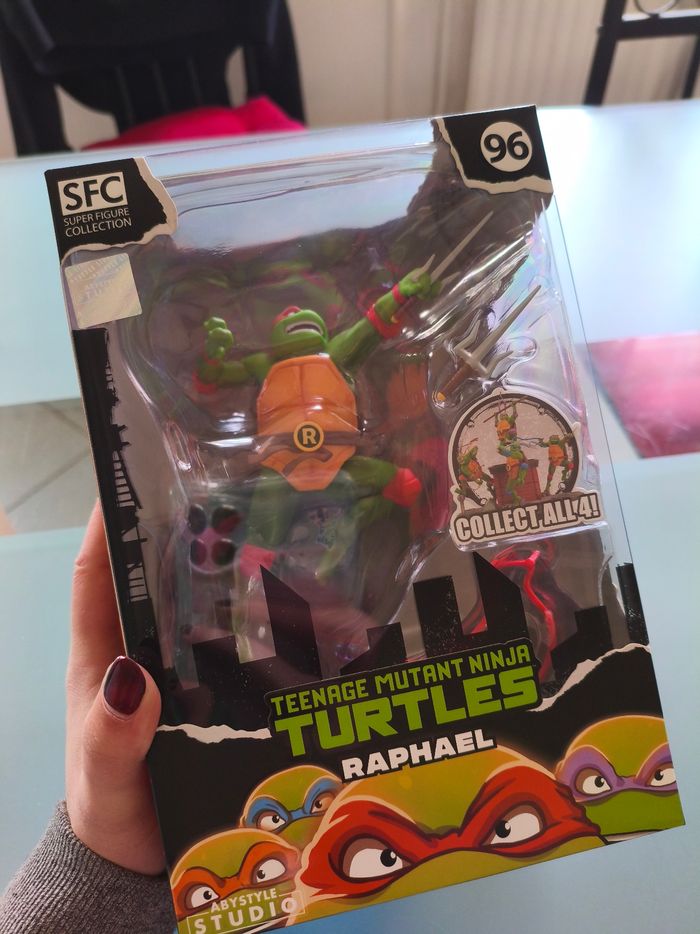 SFC
SUPER FIGURE
COLLECTION
96
R
COLLECT ALL 4!
TEENAGE MUTANT NINJA
TURTLES
RAPHAEL
ABYSTYLE
STUDIO